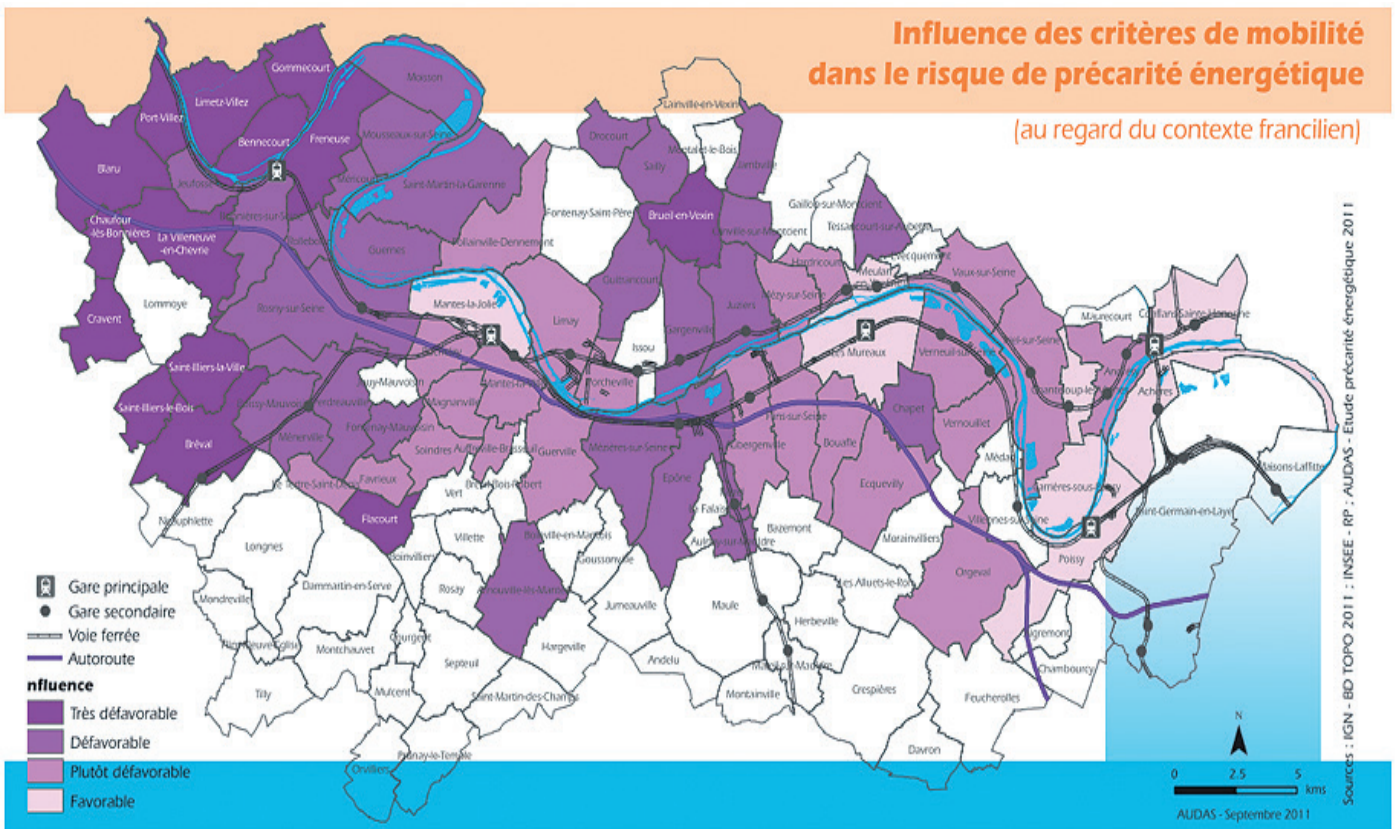 Influence des critères de mobilité
dans le risque de précarité énergétique
(au regard du contexte francilien)
Lainville-en-Vexin
Gommecourt
Moisson
Limetz-Villez
Port-Villez
Bennecourt
Freneuse
Mousseaux-sur-Seine
Drocourt
Sailly
Montalet-le-Bois
Jambville
Blaru
Jeufosse
Méricourt
Saint-Martin-la-Garenne
Fontenay-Saint-Père
Brueil-en-Vexin
Gaillon-sur-Montcient
Tessancourt-sur-Aubette
Chaufour
-lès-Bonnières
La Villeneuve
-en-Chevrie
Bonnières-sur-Seine
Rolleboise
Guernes
Follainville-Dennemont
Oinville-sur-Montcient
Evecquemont
Hardricourt
Meulan
Vaux-sur-Seine
Lommoye
Rosny-sur-Seine
Mantes-la-Jolie
Guitrancourt
Juziers
Mézy-sur-Seine
Cravent
Limay
Gargenville
Issou
Les Mureaux
Verneuil-sur-Seine
Triel-sur-Seine
Maurecourt
Conflans-Sainte-Honorine
Andrésy
Chanteloup-les-Vignes
Achères
Saint-Illiers-la-Ville
Saint-Illiers-le-Bois
Boissy-Mauvoisin
Perdreauville
Jouy-Mauvoisin
Buchelay
Mantes-la-Ville
Porcheville
Magnanville
Chapet
Vernouillet
Flins-sur-Seine
Bréval
Ménerville
Fontenay-Mauvoisin
Soindres
Auffreville-Brasseuil
Guerville
Mézières-sur-Seine
Aubergenville
Bouafle
Ecquevilly
Médan
Maisons-Laffitte
Le Tertre-Saint-Denis
Favrieux
Vert
Breuil-Bois-Robert
Epône
Nézel
La Falaise
Carrières-sous-Poissy
Villennes-sur-Seine
Saint-Germain-en-Laye
Neauphlette
Flacourt
Villette
Boinville-en-Mantois
Goussonville
Aulnay-sur-Mauldre
Bazemont
Morainvilliers
Longnes
Boinvilliers
Dammartin-en-Serve
Rosay
Arnouville-lès-Mantes
Jumeauville
Maule
Les Alluets-le-Roi
Orgeval
Poissy
Mondreville
Herbeville
Aigremont
Chambourcy
Montchauvet
Courgent
Septeuil
Hargeville
Andelu
Mareil-sur-Mauldre
Tilly
Mulcent
Saint-Martin-des-Champs
Montainville
Crespières
Feucherolles
Davron
Orvilliers
Prunay-le-Temple
Gare principale
Gare secondaire
Voie ferrée
Autoroute
nfluence
Très défavorable
Défavorable
Plutôt défavorable
Favorable
N
0 2.5 5
kms
AUDAS - Septembre 2011
Sources : IGN - BD TOPO 2011 ; INSEE - RP ; AUDAS - Etude précarité énergétique 2011